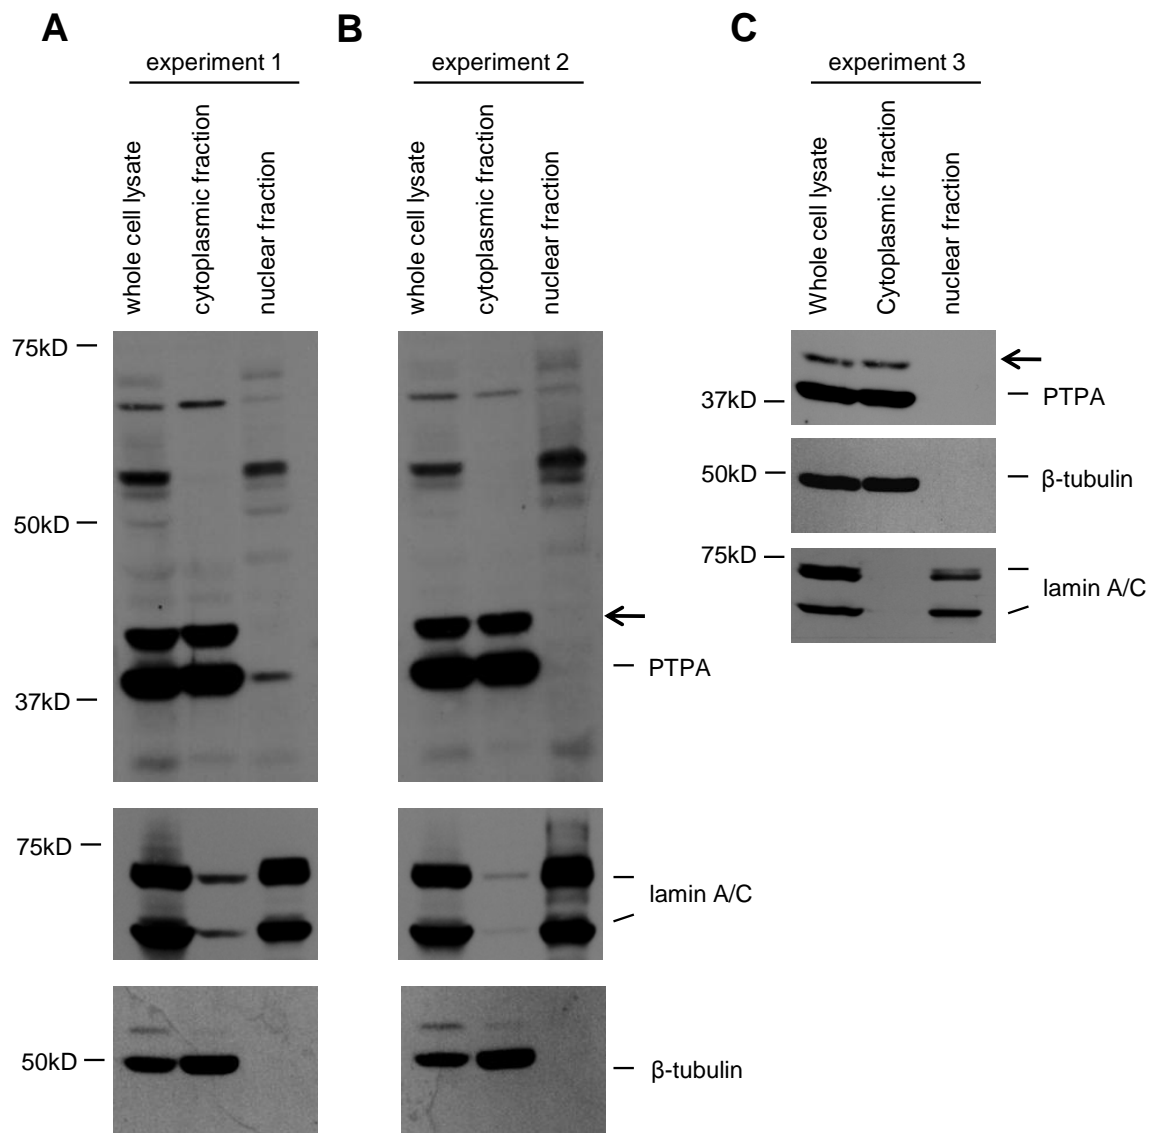 A
B
C
experiment 1
experiment 2
experiment 3
whole cell lysate
cytoplasmic fraction
nuclear fraction
whole cell lysate
cytoplasmic fraction
nuclear fraction
Whole cell lysate
Cytoplasmic fraction
nuclear fraction
75kD
50kD
37kD
PTPA
75kD
lamin A/C
50kD
β-tubulin
37kD
PTPA
50kD
β-tubulin
75kD
lamin A/C